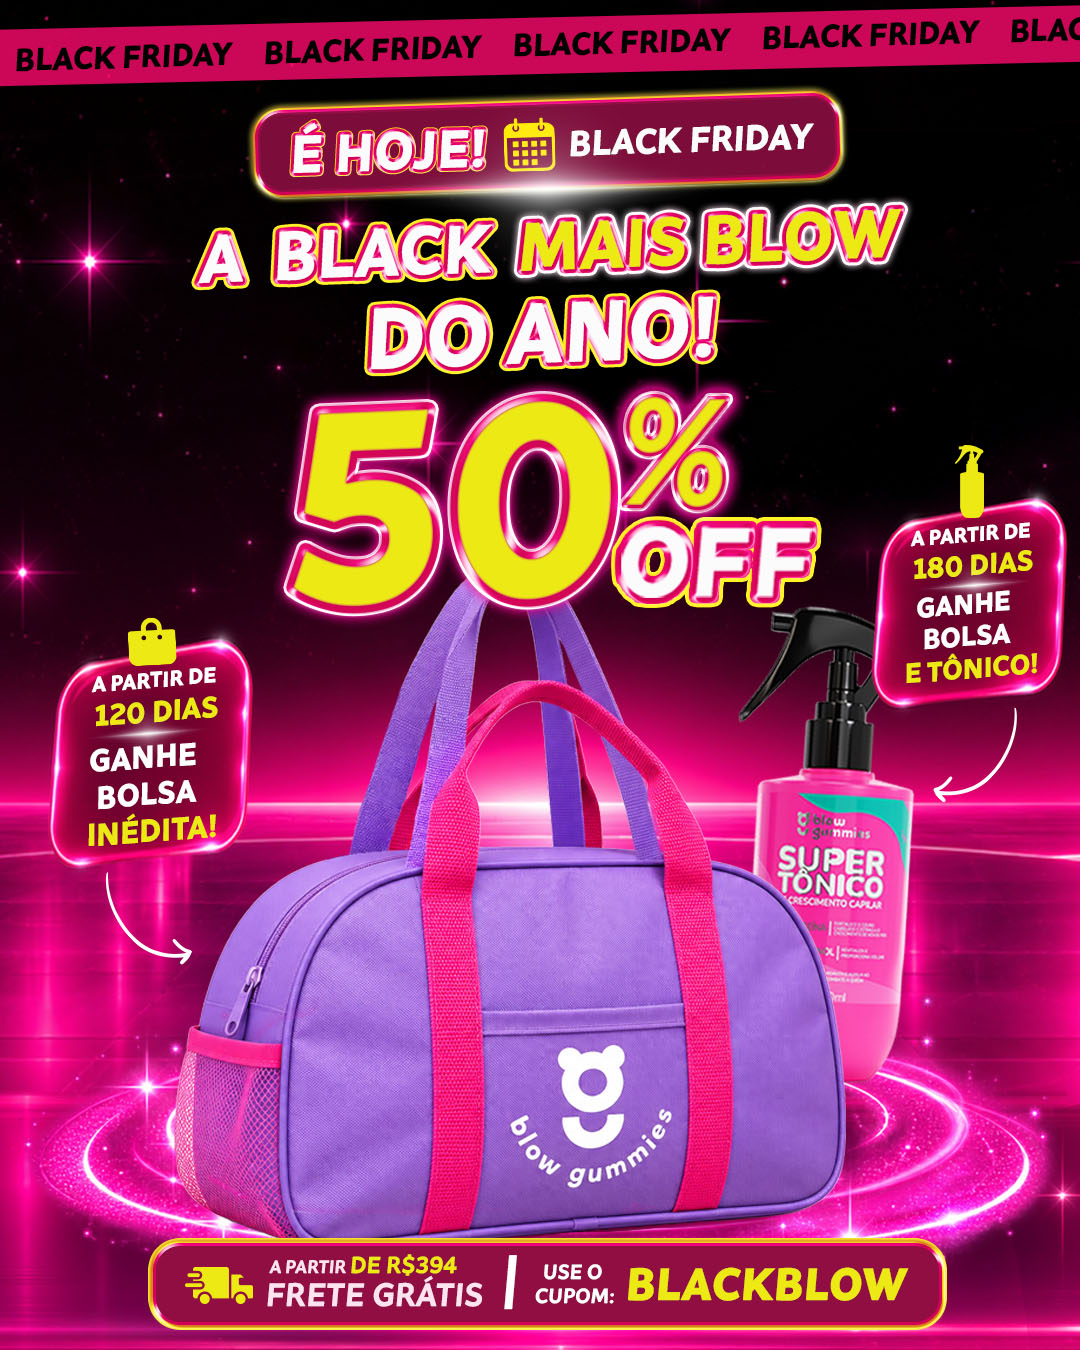 BLACK FRIDAY BLACK FRIDAY BLACK FRIDAY BLACK FRIDAY
É HOJE! BLACK FRIDAY
A BLACK MAIS BLOW
DO ANO!
50%
OFF
A PARTIR DE
180 DIAS
GANHE
BOLSA
E TÔNICO!
A PARTIR DE
120 DIAS
GANHE
BOLSA
INÉDITA!
blow
gummies
SUPER
TÔNICO
CRESCIMENTO CAPILAR
blow gummies
A PARTIR DE R$394
FRETE GRÁTIS
USE O
CUPOM: BLACKBLOW